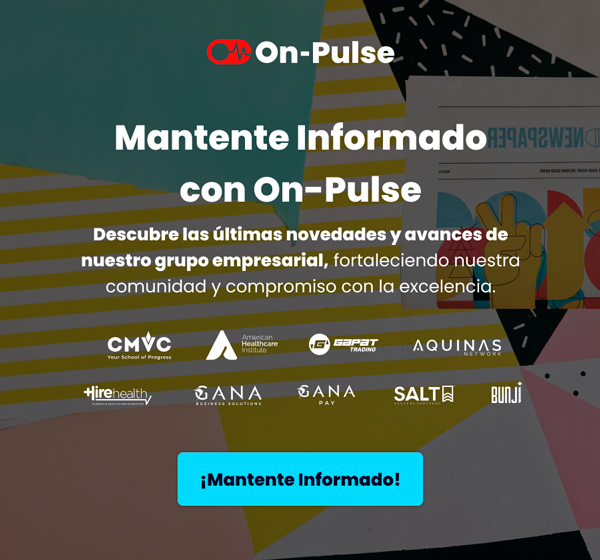 On-Pulse
Mantente Informado
con On-Pulse
Descubre las últimas novedades y avances de
nuestro grupo empresarial, fortaleciendo nuestra
comunidad y compromiso con la excelencia.
NEWSPAPER
CMVC
Your School of Progress
American
Healthcare
Institute
GAPAT
TRADING
AQUINAS
NETWORK
Hirehealth
GANA
BUSINESS SOLUTIONS
GANA
PAY
SALT
BUNJI
¡Mantente Informado!